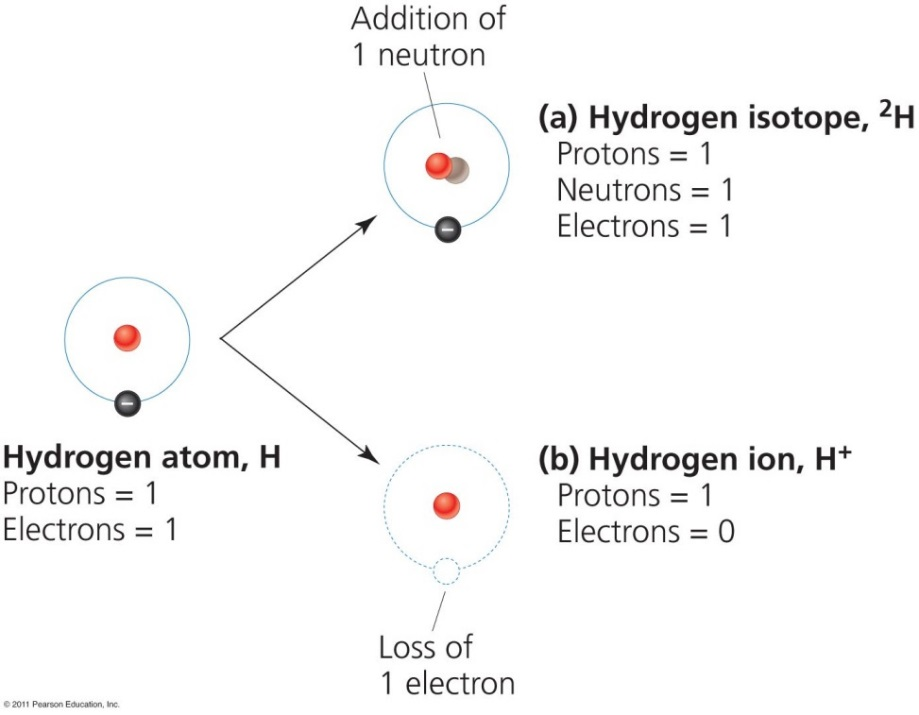 Addition of
1 neutron
(a) Hydrogen isotope, ²H
Protons = 1
Neutrons = 1
Electrons = 1
−
−
Hydrogen atom, H
Protons = 1
Electrons = 1
(b) Hydrogen ion, H⁺
Protons = 1
Electrons = 0
Loss of
1 electron
© 2011 Pearson Education, Inc.